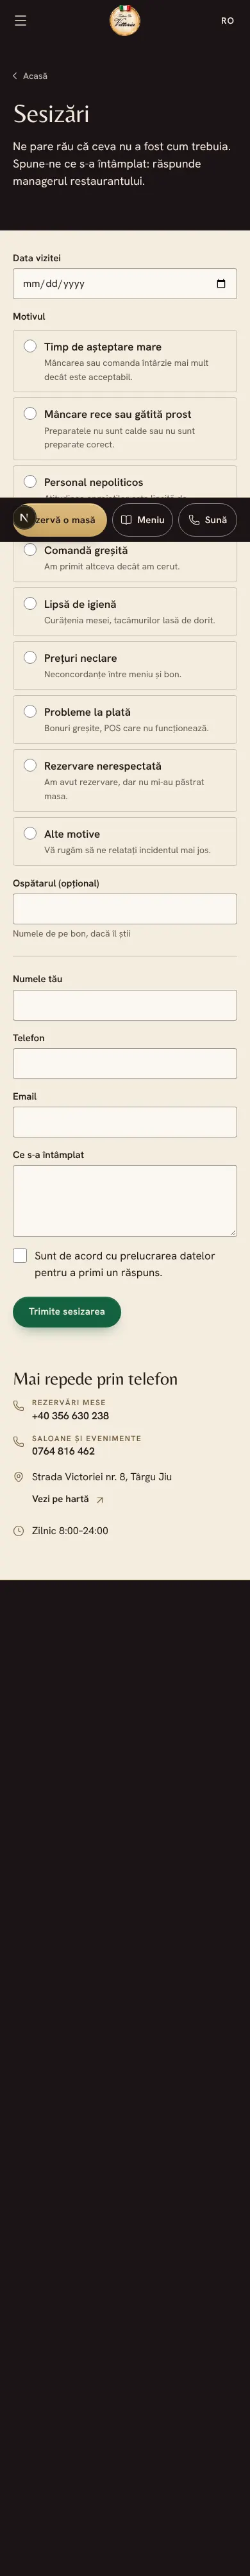 Vittoria
RO
Acasă
Sesizări
Ne pare rău că ceva nu a fost cum trebuia.
Spune-ne ce s-a întâmplat: răspunde
managerul restaurantului.
Data vizitei
mm/dd/yyyy
Motivul
Timp de așteptare mare
Mâncarea sau comanda întârzie mai mult
decât este acceptabil.
Mâncare rece sau gătită prost
Preparatele nu sunt calde sau nu sunt
preparate corect.
Personal nepoliticos
N
o masă
Meniu
Sună
Comandă greșită
Am primit altceva decât am cerut.
Lipsă de igienă
Curățenia mesei, tacâmurilor lasă de dorit.
Prețuri neclare
Neconcordanțe între meniu și bon.
Probleme la plată
Bonuri greșite, POS care nu funcționează.
Rezervare nerespectată
Am avut rezervare, dar nu mi-au păstrat
masa.
Alte motive
Vă rugăm să ne relatați incidentul mai jos.
Ospătarul (opțional)
Numele de pe bon, dacă îl știi
Numele tău
Telefon
Email
Ce s-a întâmplat
Sunt de acord cu prelucrarea datelor
pentru a primi un răspuns.
Trimite sesizarea
Mai repede prin telefon
REZERVĂRI MESE
+40 356 630 238
SALOANE ȘI EVENIMENTE
0764 816 462
Strada Victoriei nr. 8, Târgu Jiu
Vezi pe hartă
Zilnic 8:00–24:00